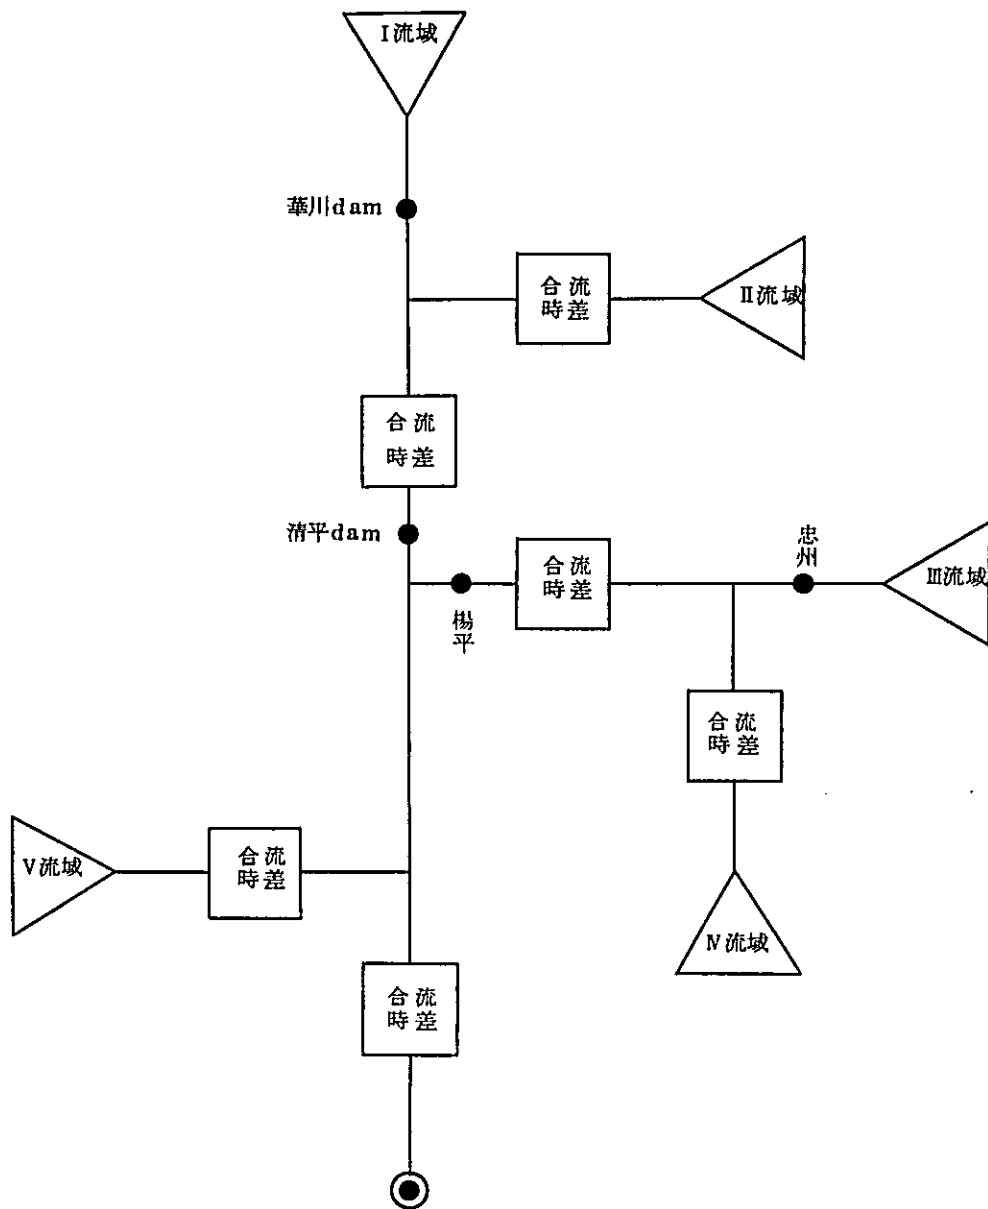 I流域
華川dam
合流
時差
II流域
合流
時差
清平dam
合流
時差
忠州
III流域
楊平
合流
時差
V流域
合流
時差
IV流域
合流
時差